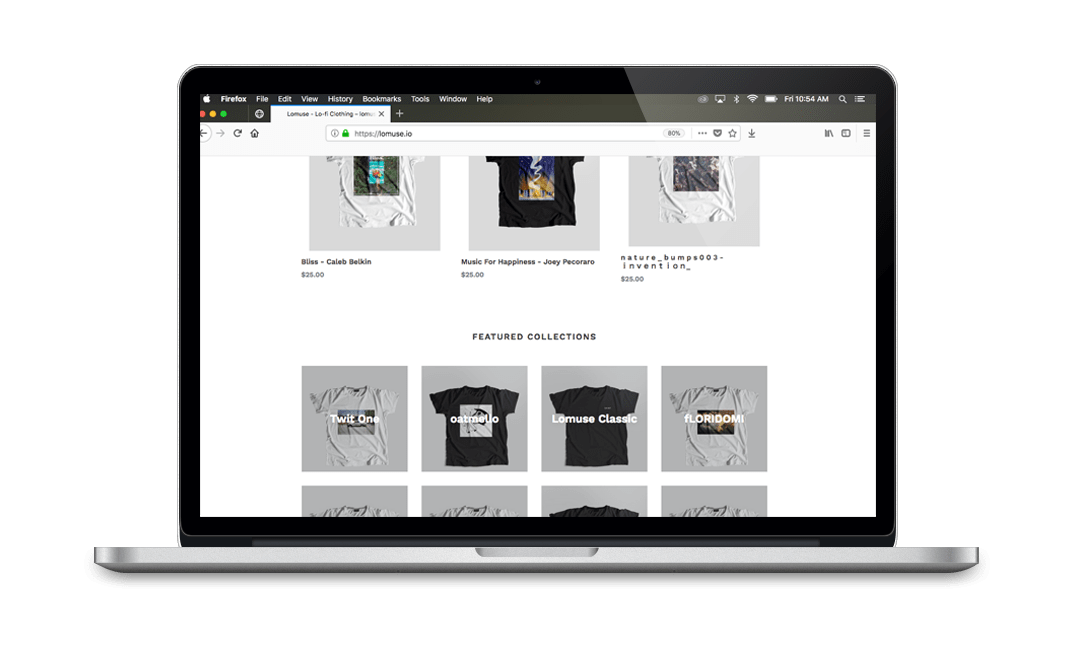 Firefox File Edit View History Bookmarks Tools Window Help Fri 10:54 AM
Lomuse - Lo-fi Clothing – lomus
https://lomuse.io 80%
Bliss - Caleb Belkin
$25.00
Music For Happiness - Joey Pecoraro
$25.00
nature_bumps003-
invention_
$25.00
FEATURED COLLECTIONS
Twit One
oatmello
Lomuse Classic
fLORIDOMI